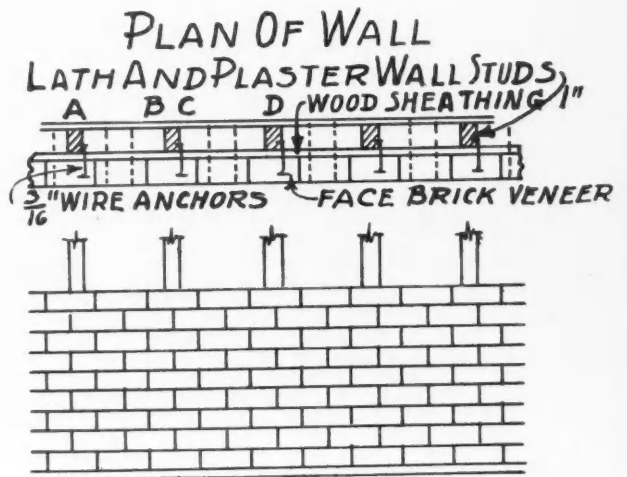 PLAN OF WALL
LATH AND PLASTER WALL STUDS
A B C D WOOD SHEATHING 1"
3/16" WIRE ANCHORS FACE BRICK VENEER